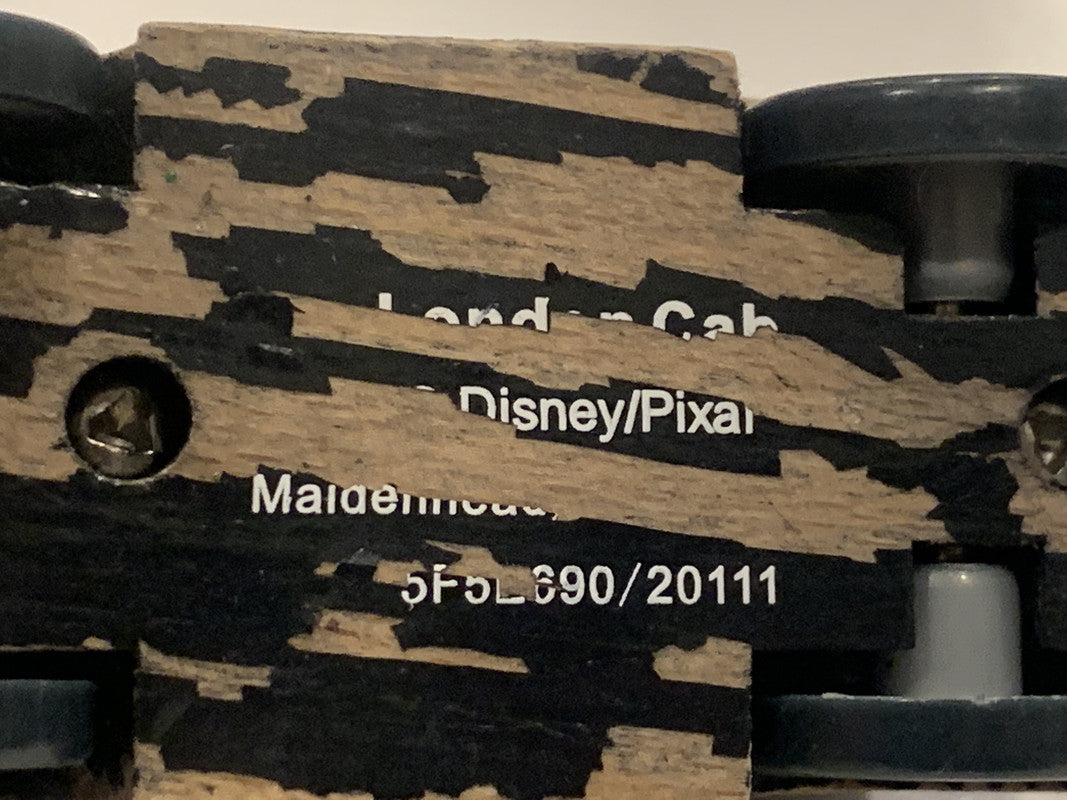 London Cab
© Disney/Pixar
Maidenhead,
690/20111